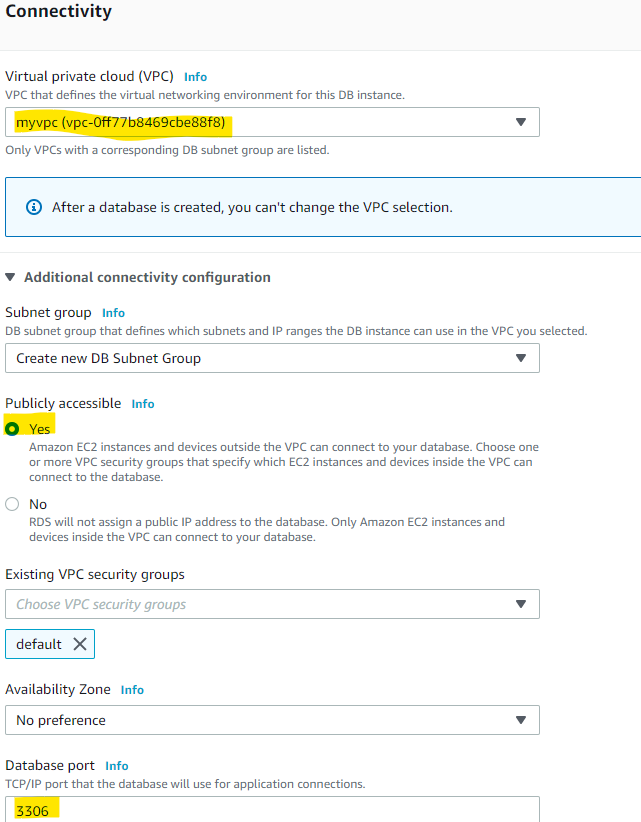 Connectivity
Virtual private cloud (VPC) Info
VPC that defines the virtual networking environment for this DB instance.
myvpc (vpc-0ff77b8469cbe88f8)
Only VPCs with a corresponding DB subnet group are listed.
After a database is created, you can't change the VPC selection.
Additional connectivity configuration
Subnet group Info
DB subnet group that defines which subnets and IP ranges the DB instance can use in the VPC you selected.
Create new DB Subnet Group
Publicly accessible Info
Yes
Amazon EC2 instances and devices outside the VPC can connect to your database. Choose one
or more VPC security groups that specify which EC2 instances and devices inside the VPC can
connect to the database.
No
RDS will not assign a public IP address to the database. Only Amazon EC2 instances and
devices inside the VPC can connect to your database.
Existing VPC security groups
Choose VPC security groups
default
Availability Zone Info
No preference
Database port Info
TCP/IP port that the database will use for application connections.
3306